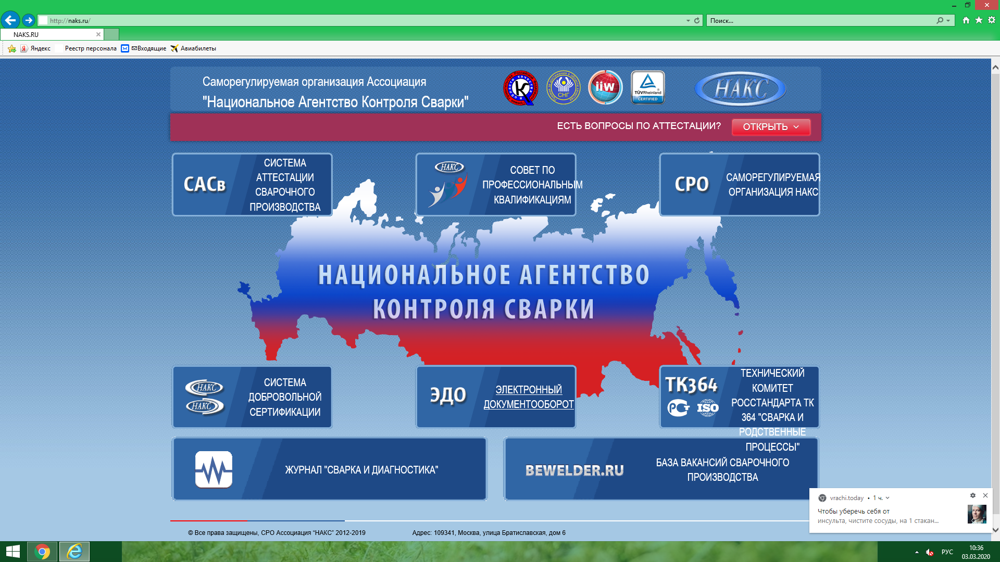 http://naks.ru/
Поиск...
NAKS.RU
Яндекс
Реестр персонала
Входящие
Авиабилеты
Саморегулируемая организация Ассоциация
"Национальное Агентство Контроля Сварки"
СНГ
iiw
TÜVRheinland
CERTIFIED
НАКС
ЕСТЬ ВОПРОСЫ ПО АТТЕСТАЦИИ?
ОТКРЫТЬ
САСв
СИСТЕМА
АТТЕСТАЦИИ
СВАРОЧНОГО
ПРОИЗВОДСТВА
НАКС
СОВЕТ ПО
ПРОФЕССИОНАЛЬНЫМ
КВАЛИФИКАЦИЯМ
СРО
САМОРЕГУЛИРУЕМАЯ
ОРГАНИЗАЦИЯ НАКС
НАЦИОНАЛЬНОЕ АГЕНТСТВО
КОНТРОЛЯ СВАРКИ
НАКС
НАКС
СИСТЕМА
ДОБРОВОЛЬНОЙ
СЕРТИФИКАЦИИ
ЭДО
ЭЛЕКТРОННЫЙ
ДОКУМЕНТООБОРОТ
ТК364
ISO
ТЕХНИЧЕСКИЙ
КОМИТЕТ
РОССТАНДАРТА ТК
364 "СВАРКА И
РОДСТВЕННЫЕ
ПРОЦЕССЫ"
ЖУРНАЛ "СВАРКА И ДИАГНОСТИКА"
BEWELDER.RU
БАЗА ВАКАНСИЙ СВАРОЧНОГО
ПРОИЗВОДСТВА
vrachi.today • 1 ч.
Чтобы уберечь себя от
инсульта, чистите сосуды, на 1 стакан...
© Все права защищены, СРО Ассоциация “НАКС” 2012-2019
Адрес: 109341, Москва, улица Братиславская, дом 6
РУС
10:36
03.03.2020